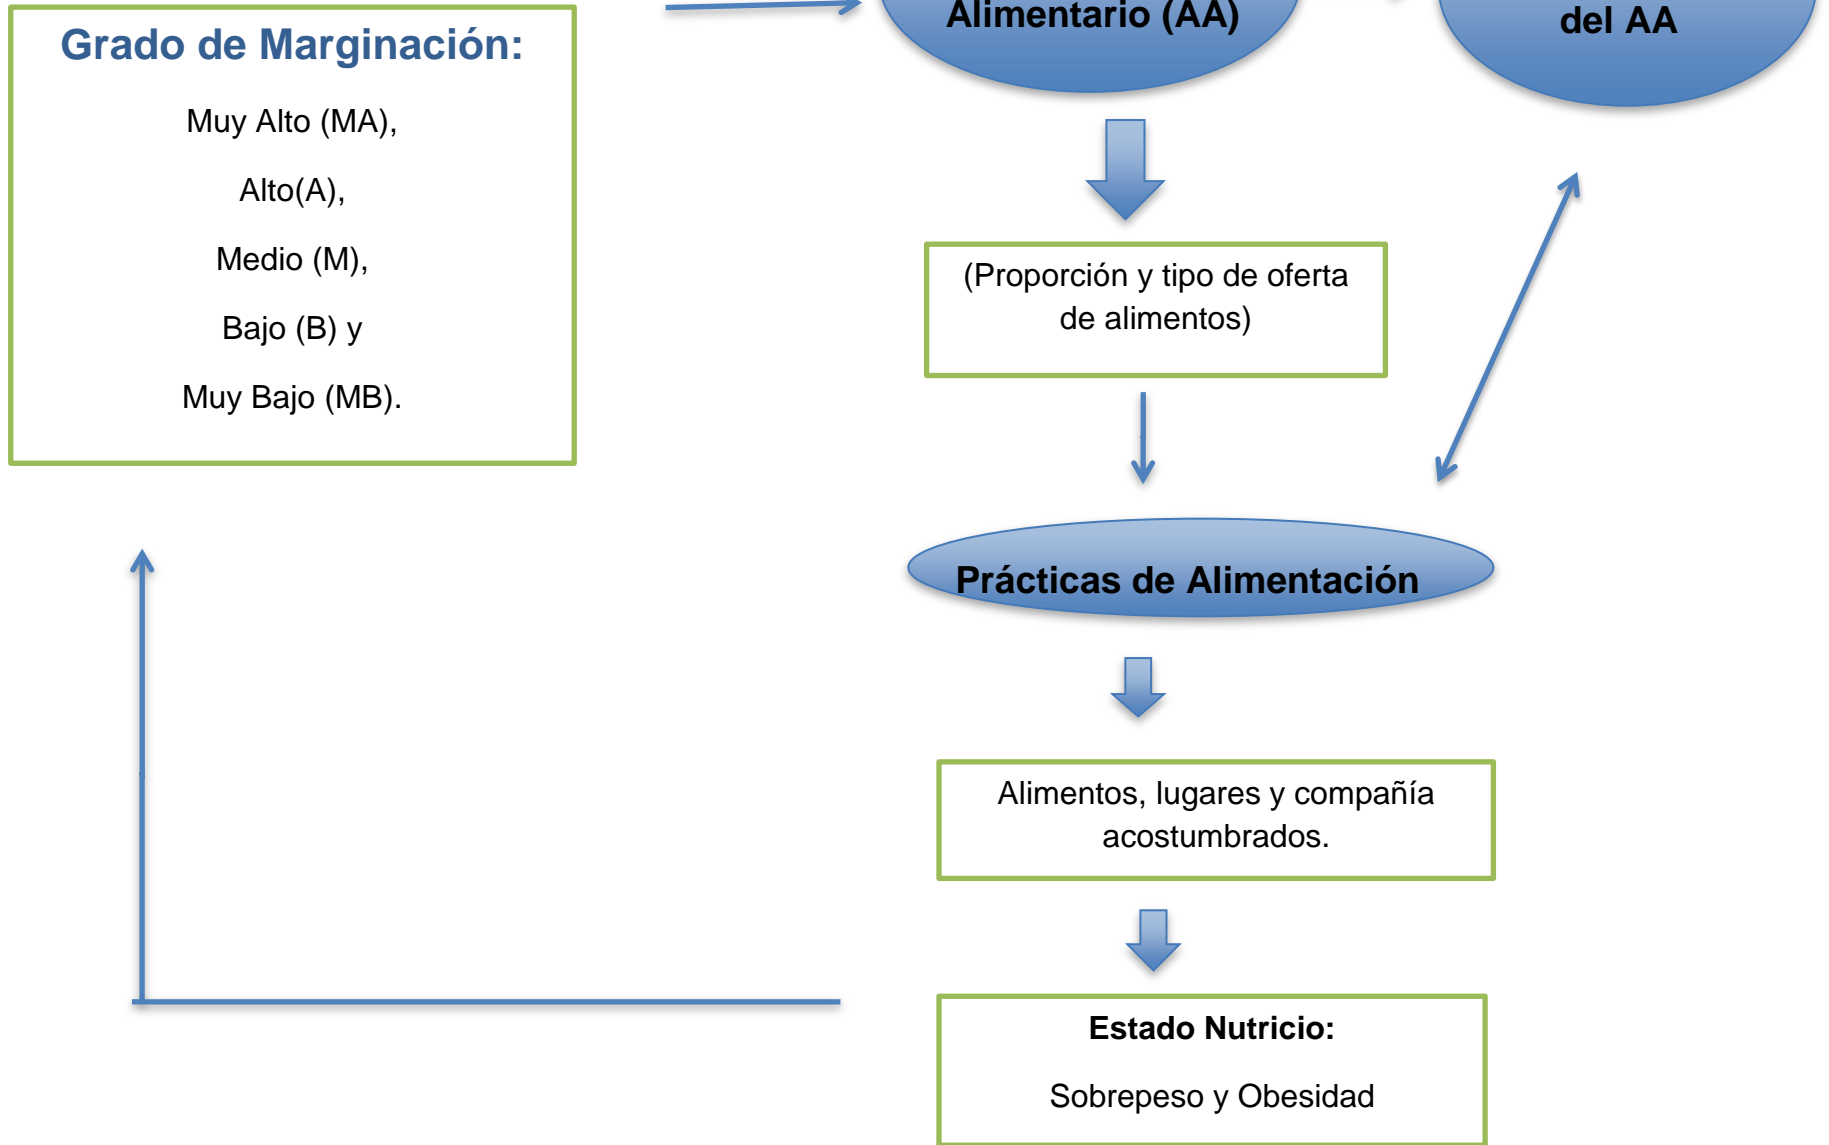 Grado de Marginación:
Muy Alto (MA),
Alto(A),
Medio (M),
Bajo (B) y
Muy Bajo (MB).
Alimentario (AA)
del AA
(Proporción y tipo de oferta
de alimentos)
Prácticas de Alimentación
Alimentos, lugares y compañía
acostumbrados.
Estado Nutricio:
Sobrepeso y Obesidad